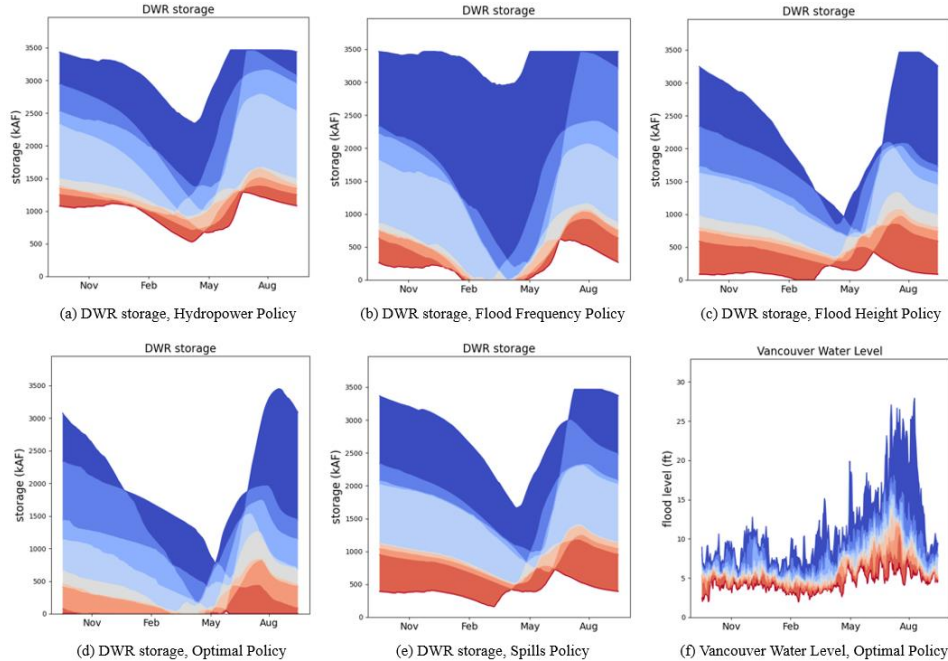 DWR storage
DWR storage
DWR storage
storage (kAF)
3500
3000
2500
2000
1500
1000
500
0
Nov
Feb
May
Aug
storage (kAF)
3500
3000
2500
2000
1500
1000
500
0
Nov
Feb
May
Aug
storage (kAF)
3500
3000
2500
2000
1500
1000
500
0
Nov
Feb
May
Aug
(a) DWR storage, Hydropower Policy
(b) DWR storage, Flood Frequency Policy
(c) DWR storage, Flood Height Policy
DWR storage
DWR storage
Vancouver Water Level
storage (kAF)
3500
3000
2500
2000
1500
1000
500
0
Nov
Feb
May
Aug
storage (kAF)
3500
3000
2500
2000
1500
1000
500
0
Nov
Feb
May
Aug
flood level (ft)
30
25
20
15
10
5
0
Nov
Feb
May
Aug
(d) DWR storage, Optimal Policy
(e) DWR storage, Spills Policy
(f) Vancouver Water Level, Optimal Policy